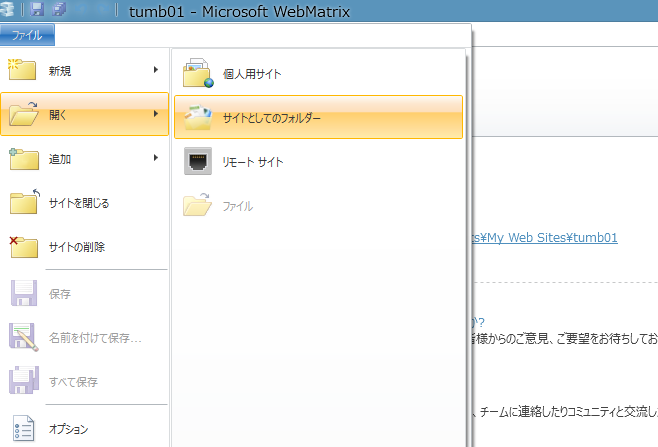 tumb01 - Microsoft WebMatrix
ファイル
新規
開く
追加
サイトを閉じる
サイトの削除
保存
名前を付けて保存...
すべて保存
オプション
個人用サイト
サイトとしてのフォルダー
リモート サイト
ファイル
ts¥My Web Sites¥tumb01
か?
皆様からのご意見、ご要望をお待ちしてお
、チームに連絡したりコミュニティと交流し